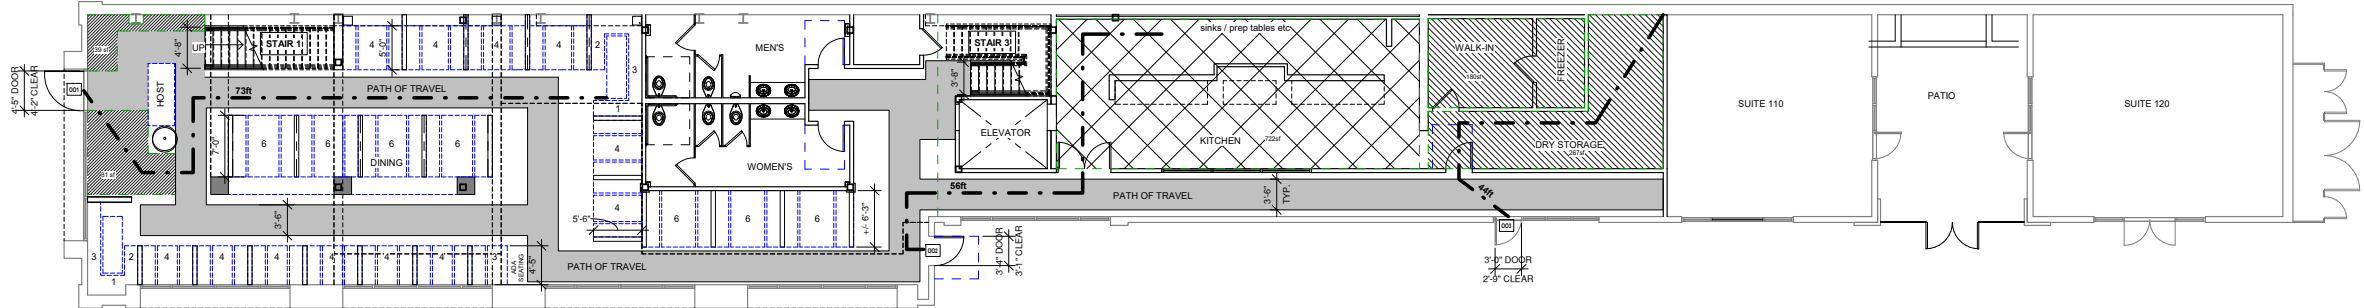 39 sf
4'-8"
UP
STAIR 1
5'-0"
4
4
4
4
2
3
1
MEN'S
STAIR 3
3'-8"
sinks / prep tables etc
WALK-IN
180sf
FREEZER
SUITE 110
PATIO
SUITE 120
4'-5" DOOR
4'-2" CLEAR
001
HOST
73ft
PATH OF TRAVEL
7'-0"
6
6
6
6
DINING
4
4
WOMEN'S
ELEVATOR
KITCHEN
722sf
DRY STORAGE
267sf
81 sf
3'-6"
5'-6"
6
6
6
+/- 6'-3"
56ft
PATH OF TRAVEL
3'-6"
TYP.
44ft
003
3
2
4
4
4
4
4
4
3
1
ADA
SEATING
4'-5"
PATH OF TRAVEL
002
3'-4" DOOR
3'-1" CLEAR
3'-0" DOOR
2'-9" CLEAR